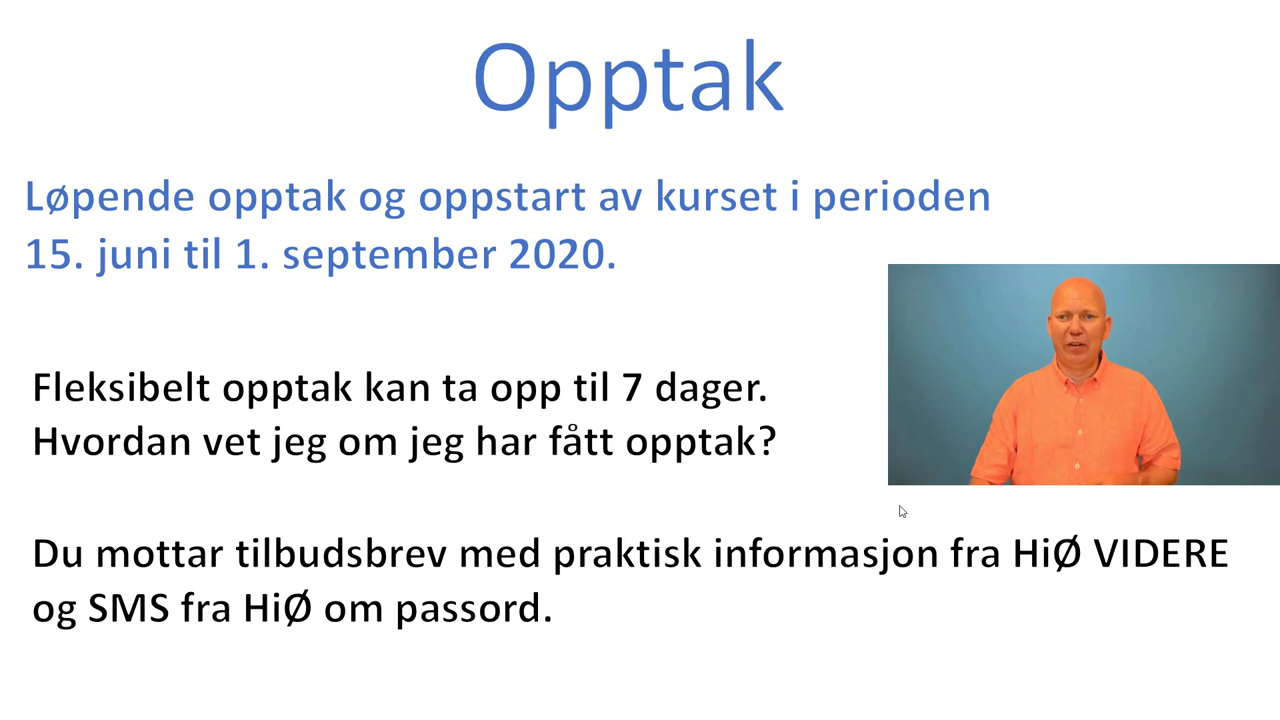 Opptak
Løpende opptak og oppstart av kurset i perioden
15. juni til 1. september 2020.
Fleksibelt opptak kan ta opp til 7 dager.
Hvordan vet jeg om jeg har fått opptak?
Du mottar tilbudsbrev med praktisk informasjon fra HiØ VIDERE
og SMS fra HiØ om passord.